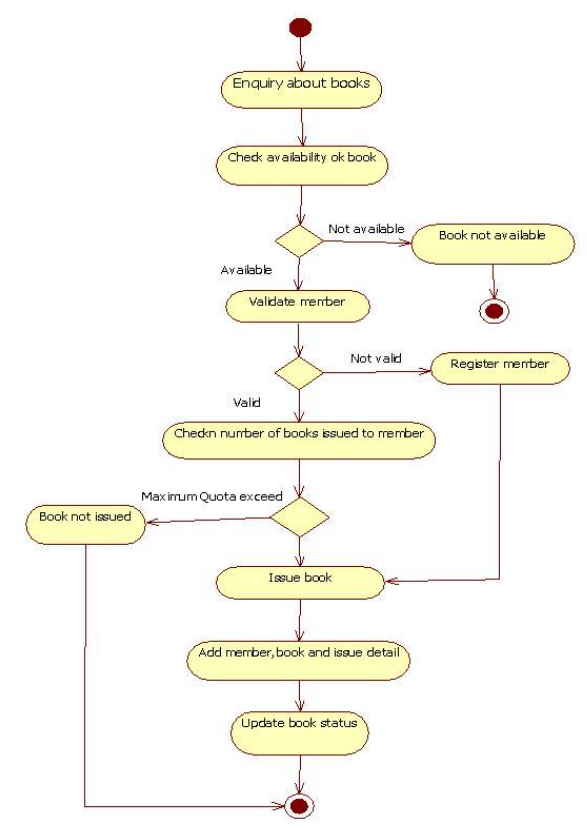 Enquiry about books
Check availability ok book
Not available
Book not available
Available
Validate member
Not valid
Register member
Valid
Checkn number of books issued to member
Maximum Quota exceed
Book not issued
Issue book
Add member,book and issue detail
Update book status